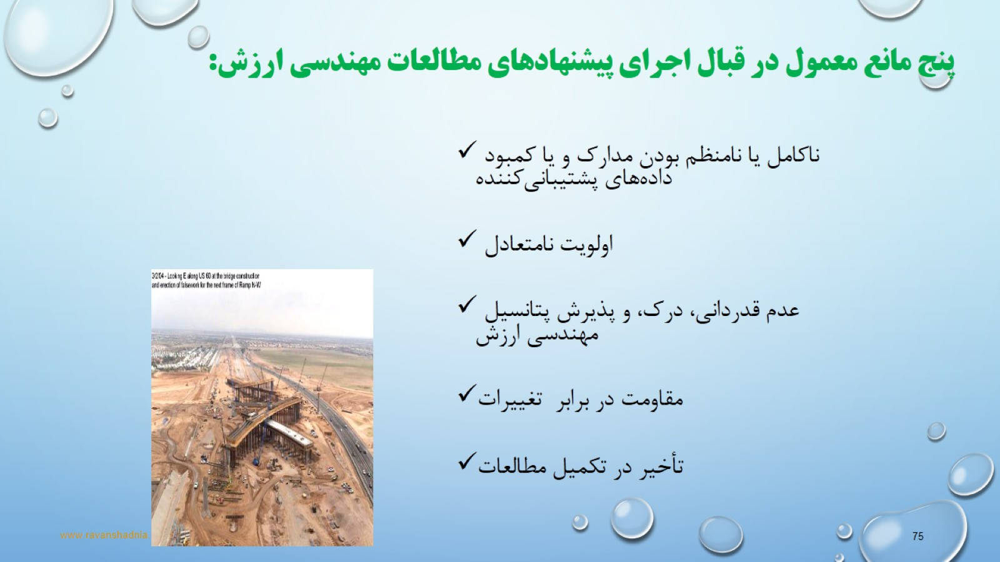 پنج مانع معمول در قبال اجرای پیشنهادهای مطالعات مهندسی ارزش:
✓ ناکامل یا نامنظم بودن مدارک و یا کمبود
داده‌های پشتیبانی‌کننده
✓ اولویت نامتعادل
✓ عدم قدردانی، درک، و پذیرش پتانسیل
مهندسی ارزش
✓ مقاومت در برابر تغییرات
✓ تأخیر در تکمیل مطالعات
3/2/04 - Looking E along US 60 at the bridge construction
and erection of falsework for the next frame of Ramp N-W
www.ravanshadnia.
75